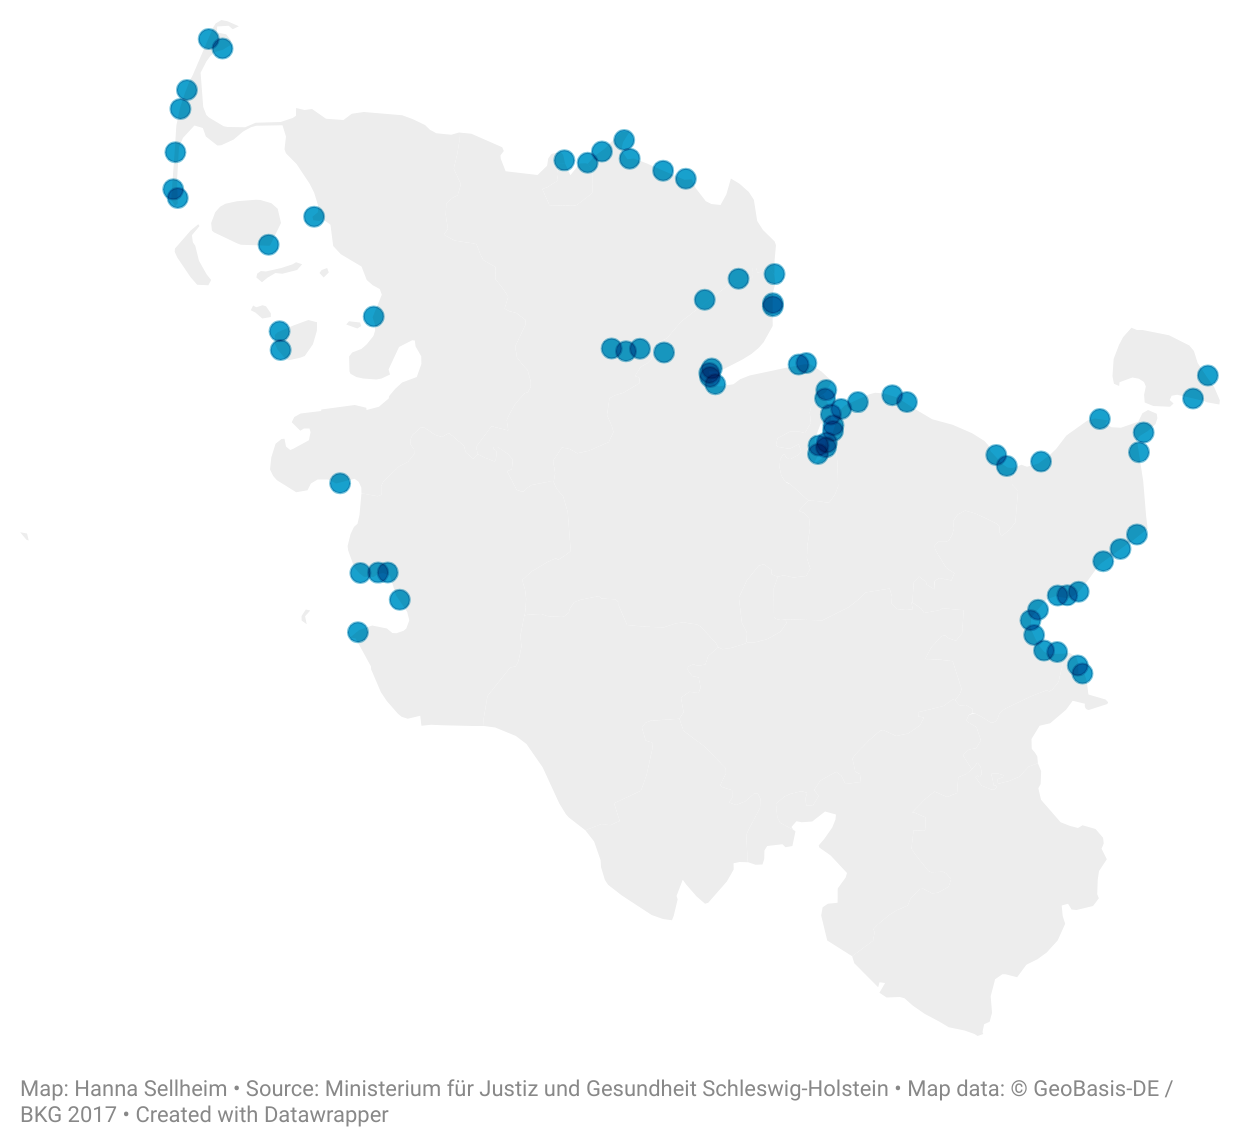 Map: Hanna Sellheim • Source: Ministerium für Justiz und Gesundheit Schleswig-Holstein • Map data: © GeoBasis-DE /
BKG 2017 • Created with Datawrapper